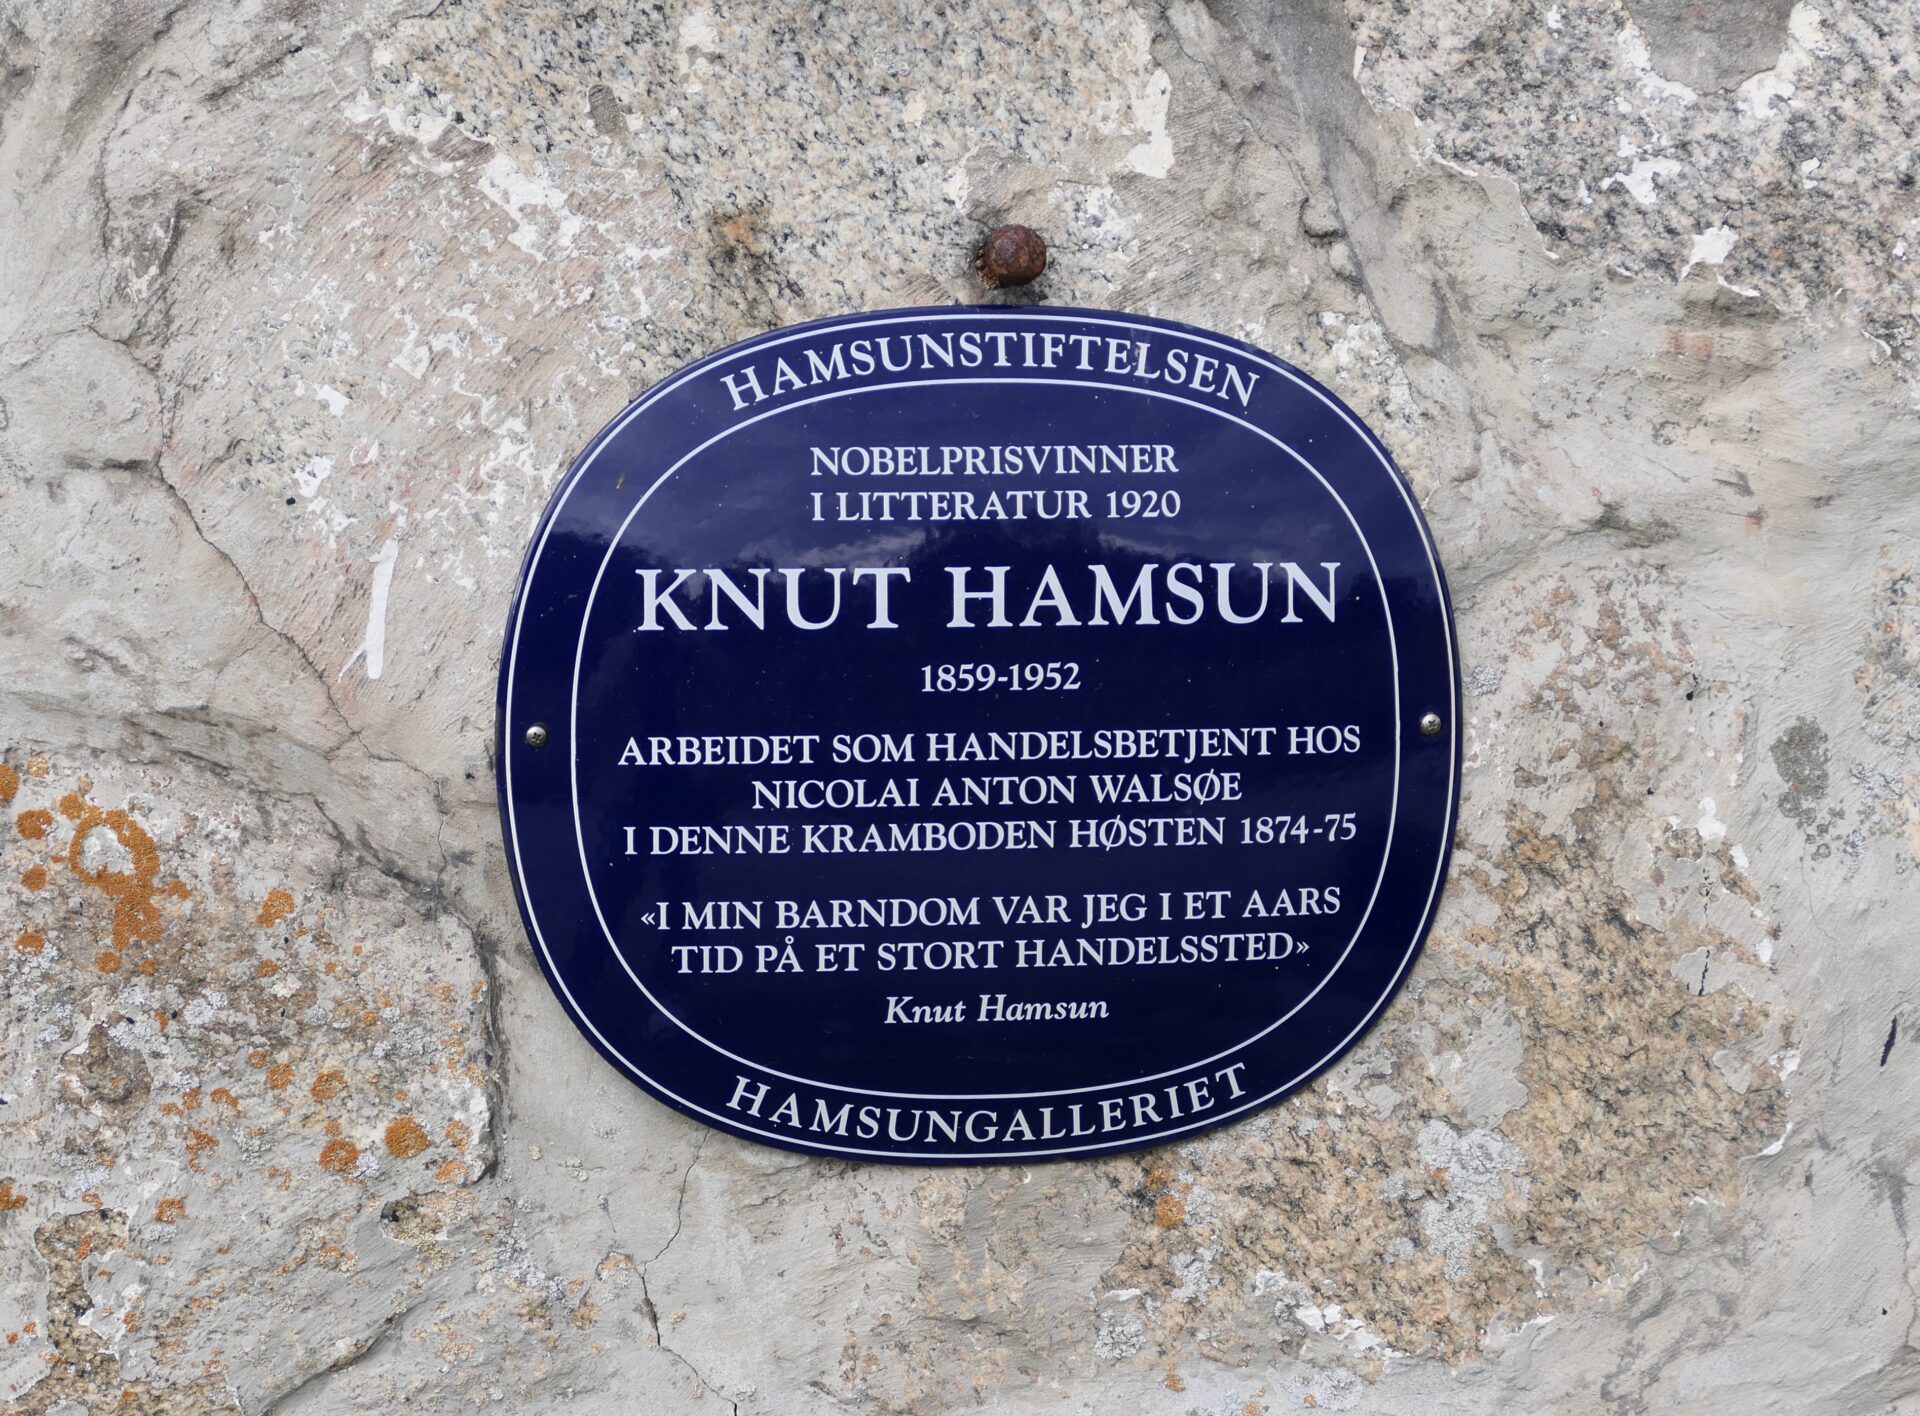 HAMSUNSTIFTELSEN
NOBELPRISVINNER
I LITTERATUR 1920
KNUT HAMSUN
1859-1952
ARBEIDET SOM HANDELSBETJENT HOS
NICOLAI ANTON WALSØE
I DENNE KRAMBODEN HØSTEN 1874-75
«I MIN BARNDOM VAR JEG I ET AARS
TID PÅ ET STORT HANDELSSTED»
Knut Hamsun
HAMSUNGALLERIET